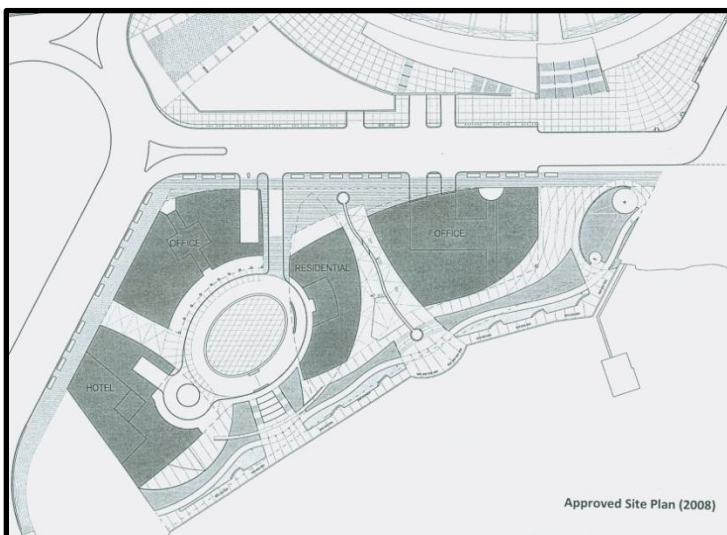 OFFICE
OFFICE
RESIDENTIAL
HOTEL
Approved Site Plan (2008)